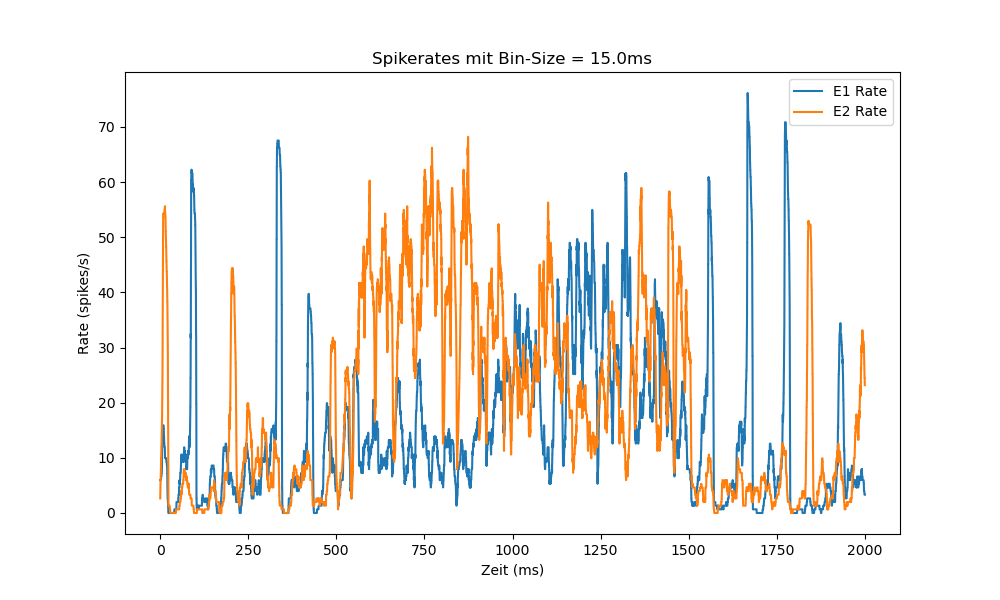 Spikerates mit Bin-Size = 15.0ms
E1 Rate
E2 Rate
Rate (spikes/s)
70
60
50
40
30
20
10
0
0 250 500 750 1000 1250 1500 1750 2000
Zeit (ms)